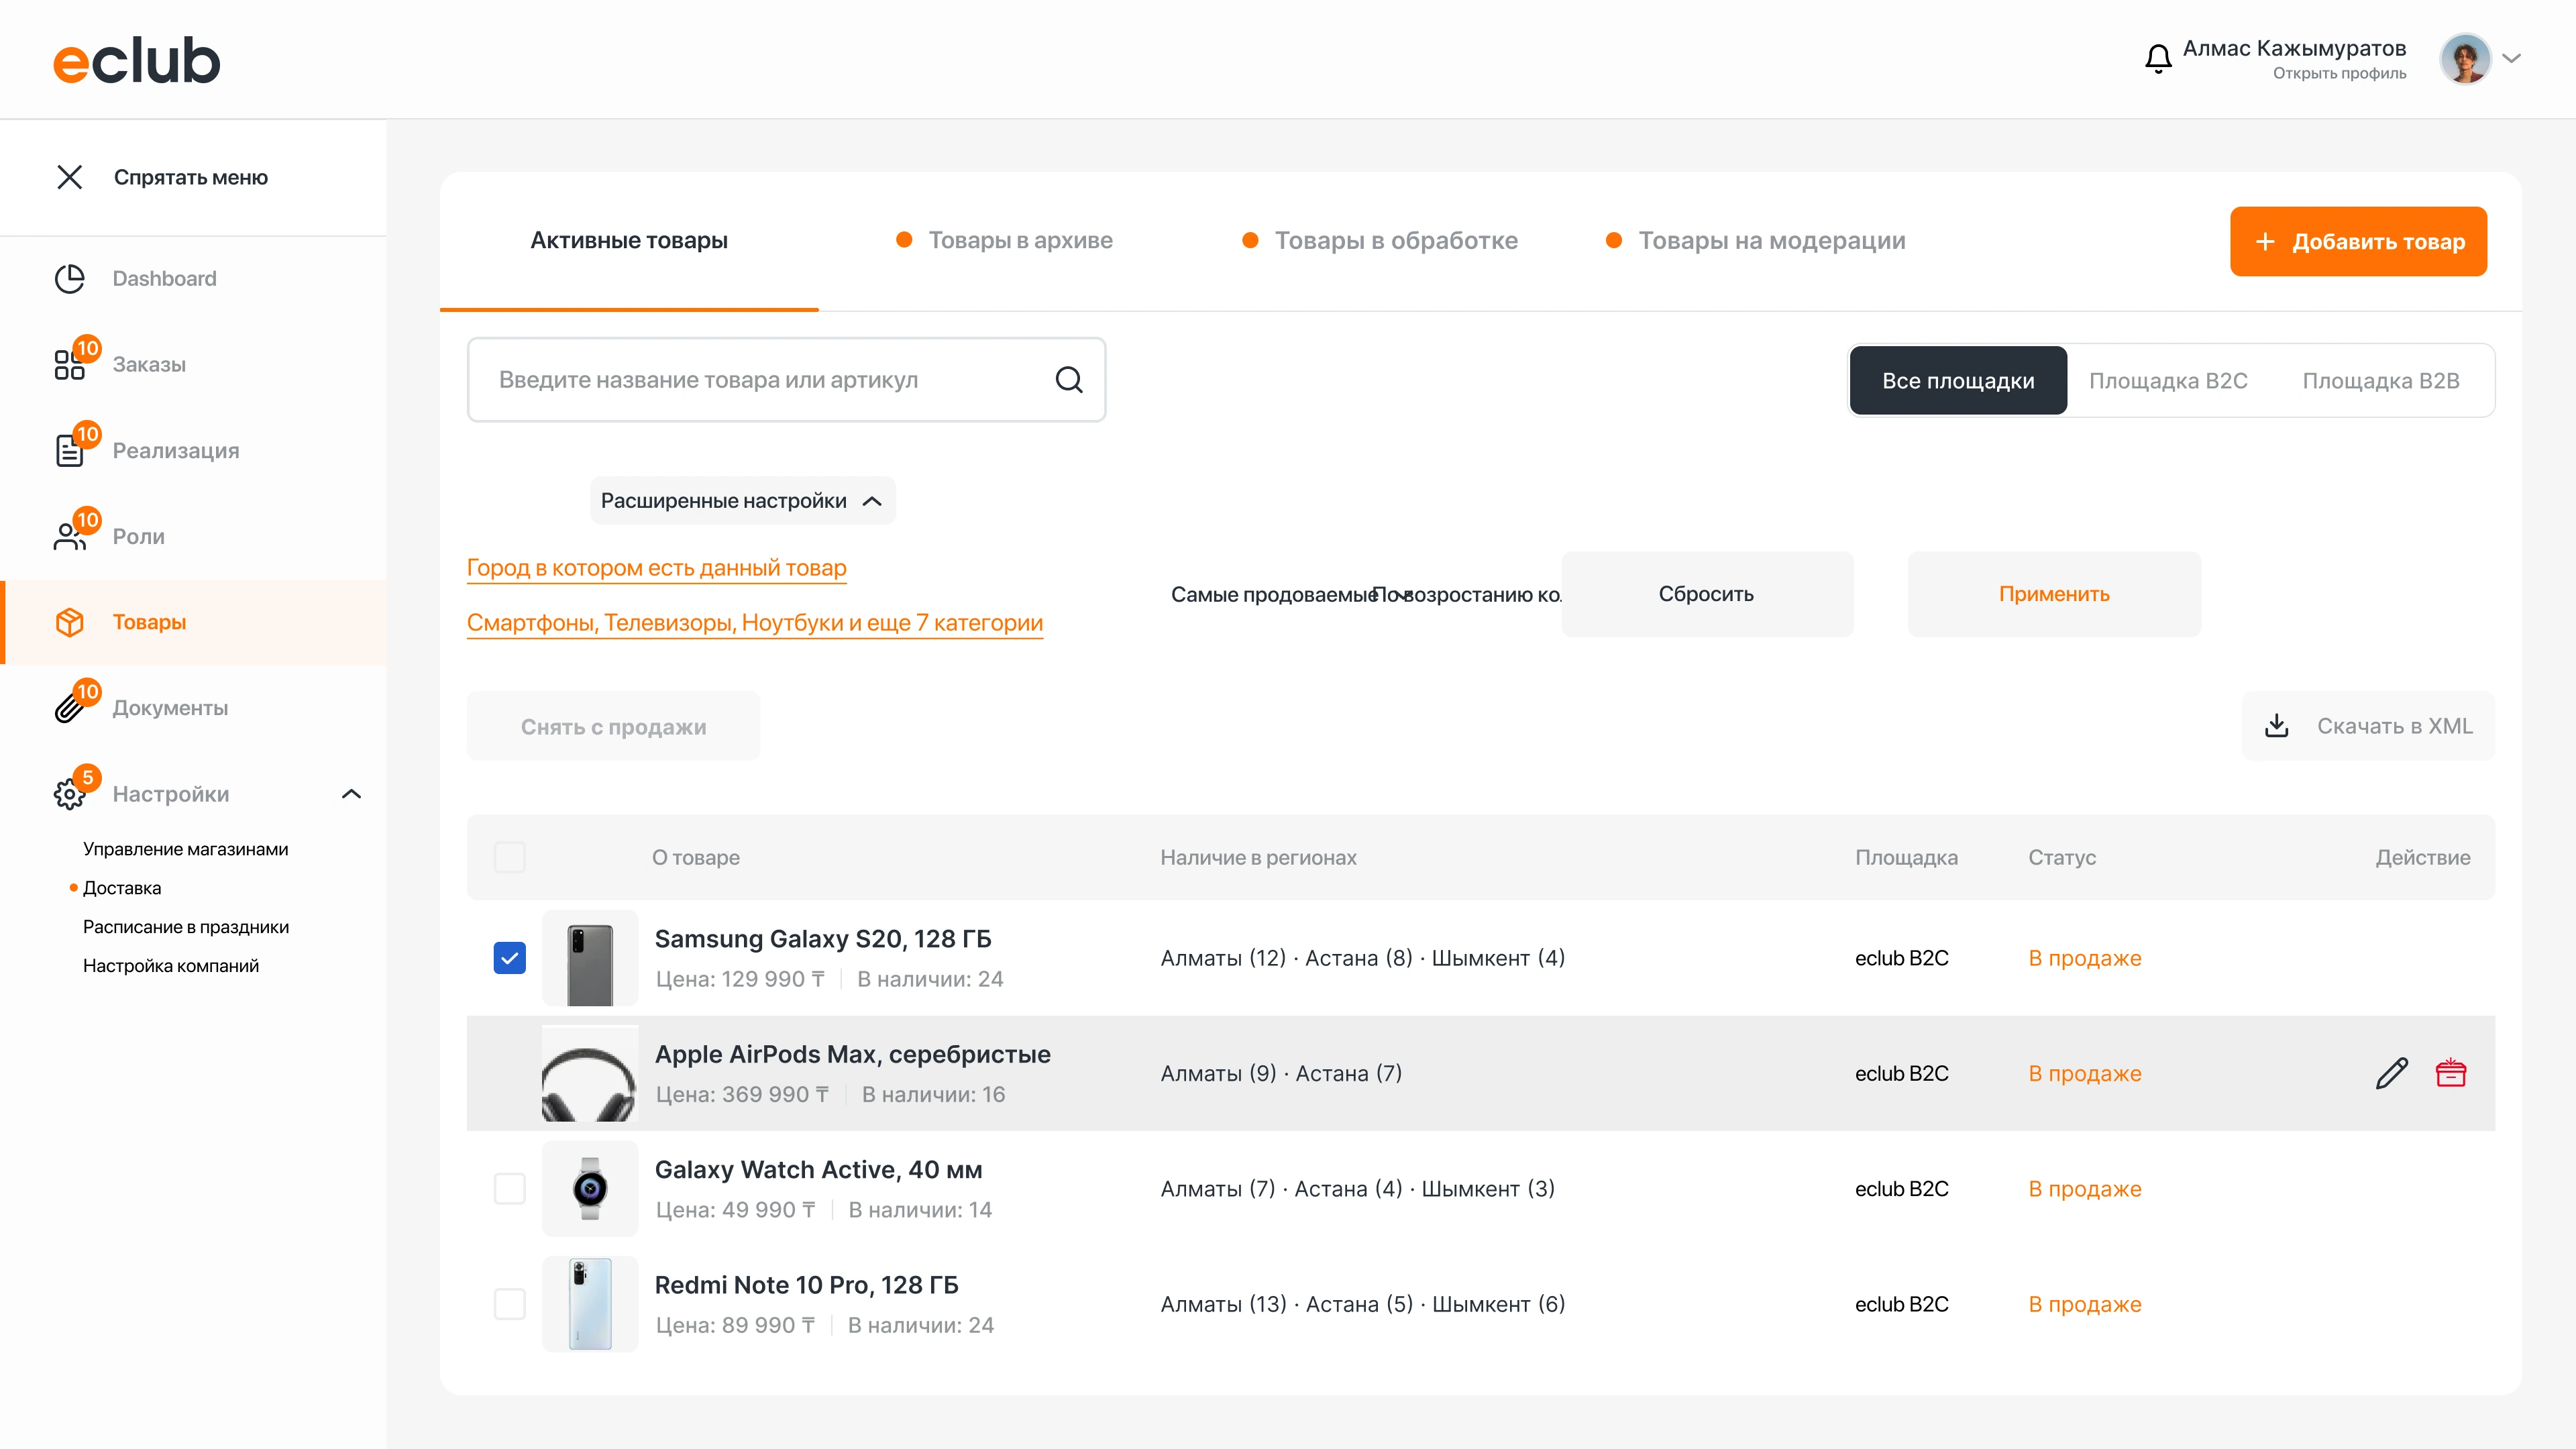 eclub
Алмас Кажымуратов
Открыть профиль
Спрятать меню
Dashboard
10
Заказы
10
Реализация
10
Роли
Товары
10
Документы
5
Настройки
Управление магазинами
Доставка
Расписание в праздники
Настройка компаний
Активные товары
Товары в архиве
Товары в обработке
Товары на модерации
+ Добавить товар
Введите название товара или артикул
Все площадки
Площадка B2C
Площадка B2B
Расширенные настройки
Город в котором есть данный товар
Смартфоны, Телевизоры, Ноутбуки и еще 7 категории
Самые продоваемые
По возростанию ко.
Сбросить
Применить
Снять с продажи
Скачать в XML
О товаре
Наличие в регионах
Площадка
Статус
Действие
Samsung Galaxy S20, 128 ГБ
Цена: 129 990 ₸ | В наличии: 24
Алматы (12) · Астана (8) · Шымкент (4)
eclub B2C
В продаже
Apple AirPods Max, серебристые
Цена: 369 990 ₸ | В наличии: 16
Алматы (9) · Астана (7)
eclub B2C
В продаже
Galaxy Watch Active, 40 мм
Цена: 49 990 ₸ | В наличии: 14
Алматы (7) · Астана (4) · Шымкент (3)
eclub B2C
В продаже
Redmi Note 10 Pro, 128 ГБ
Цена: 89 990 ₸ | В наличии: 24
Алматы (13) · Астана (5) · Шымкент (6)
eclub B2C
В продаже